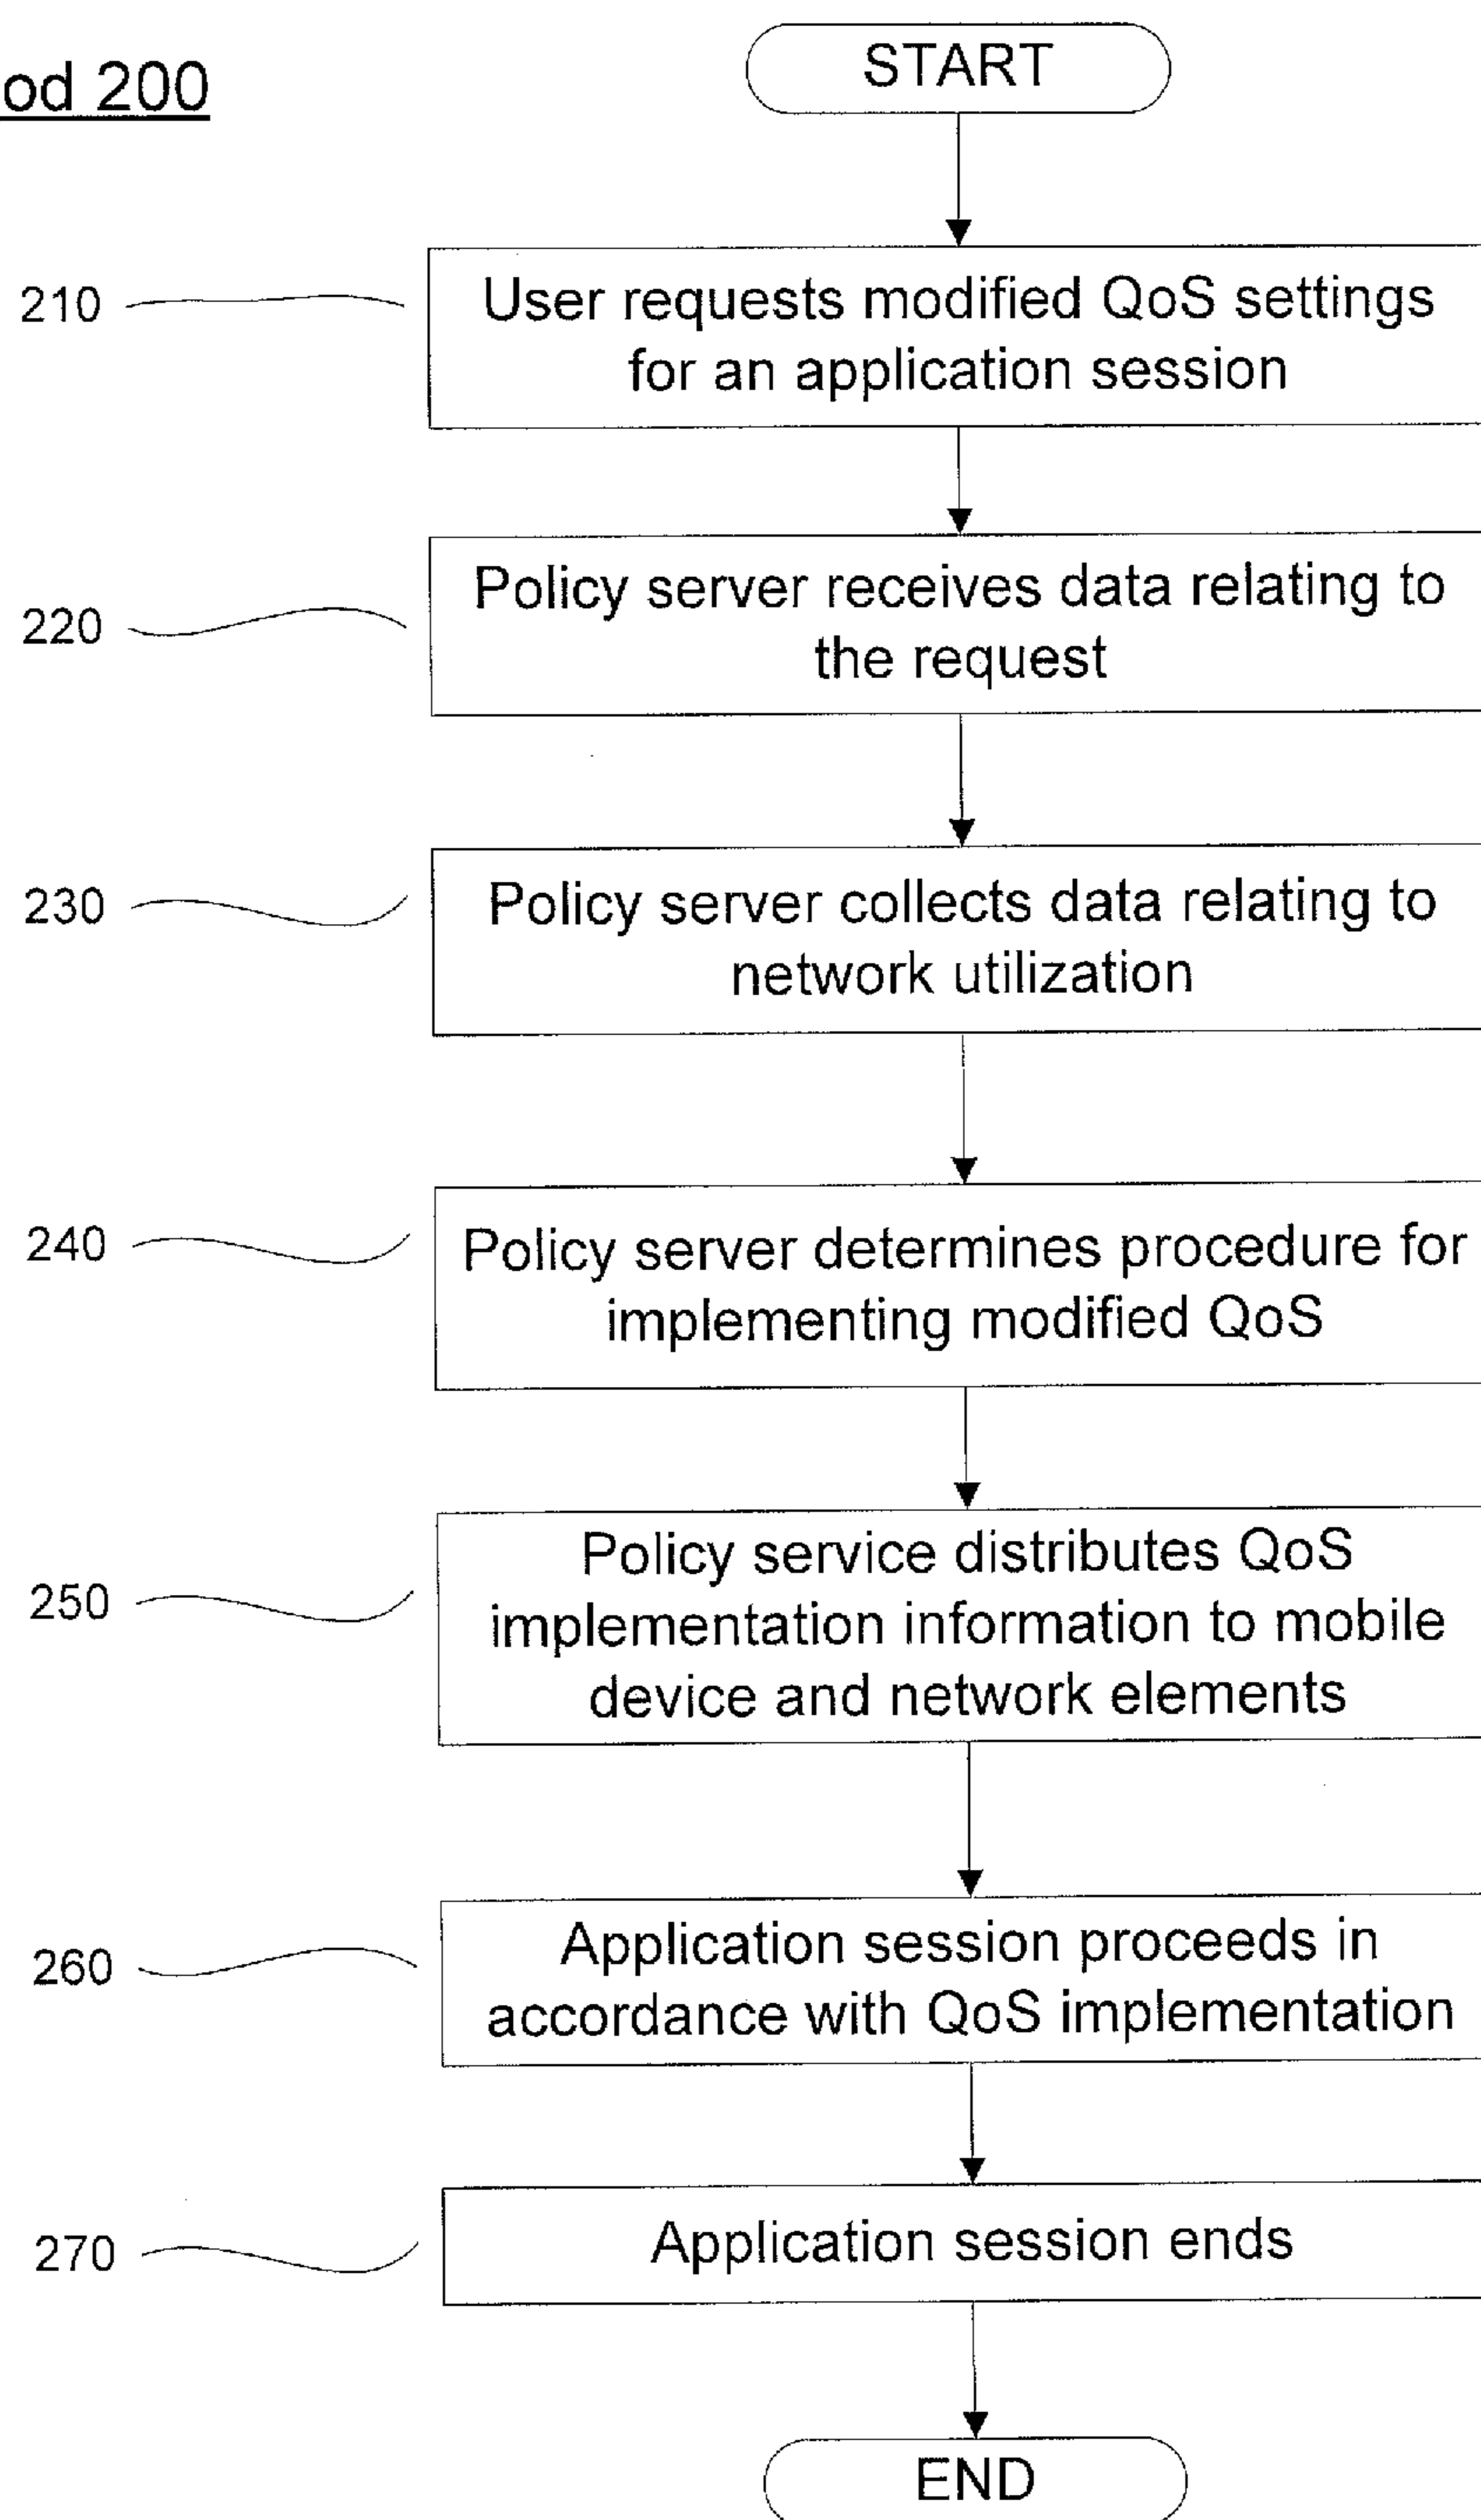 od 200
START
210
User requests modified QoS settings
for an application session
220
Policy server receives data relating to
the request
230
Policy server collects data relating to
network utilization
240
Policy server determines procedure for
implementing modified QoS
250
Policy service distributes QoS
implementation information to mobile
device and network elements
260
Application session proceeds in
accordance with QoS implementation
270
Application session ends
END